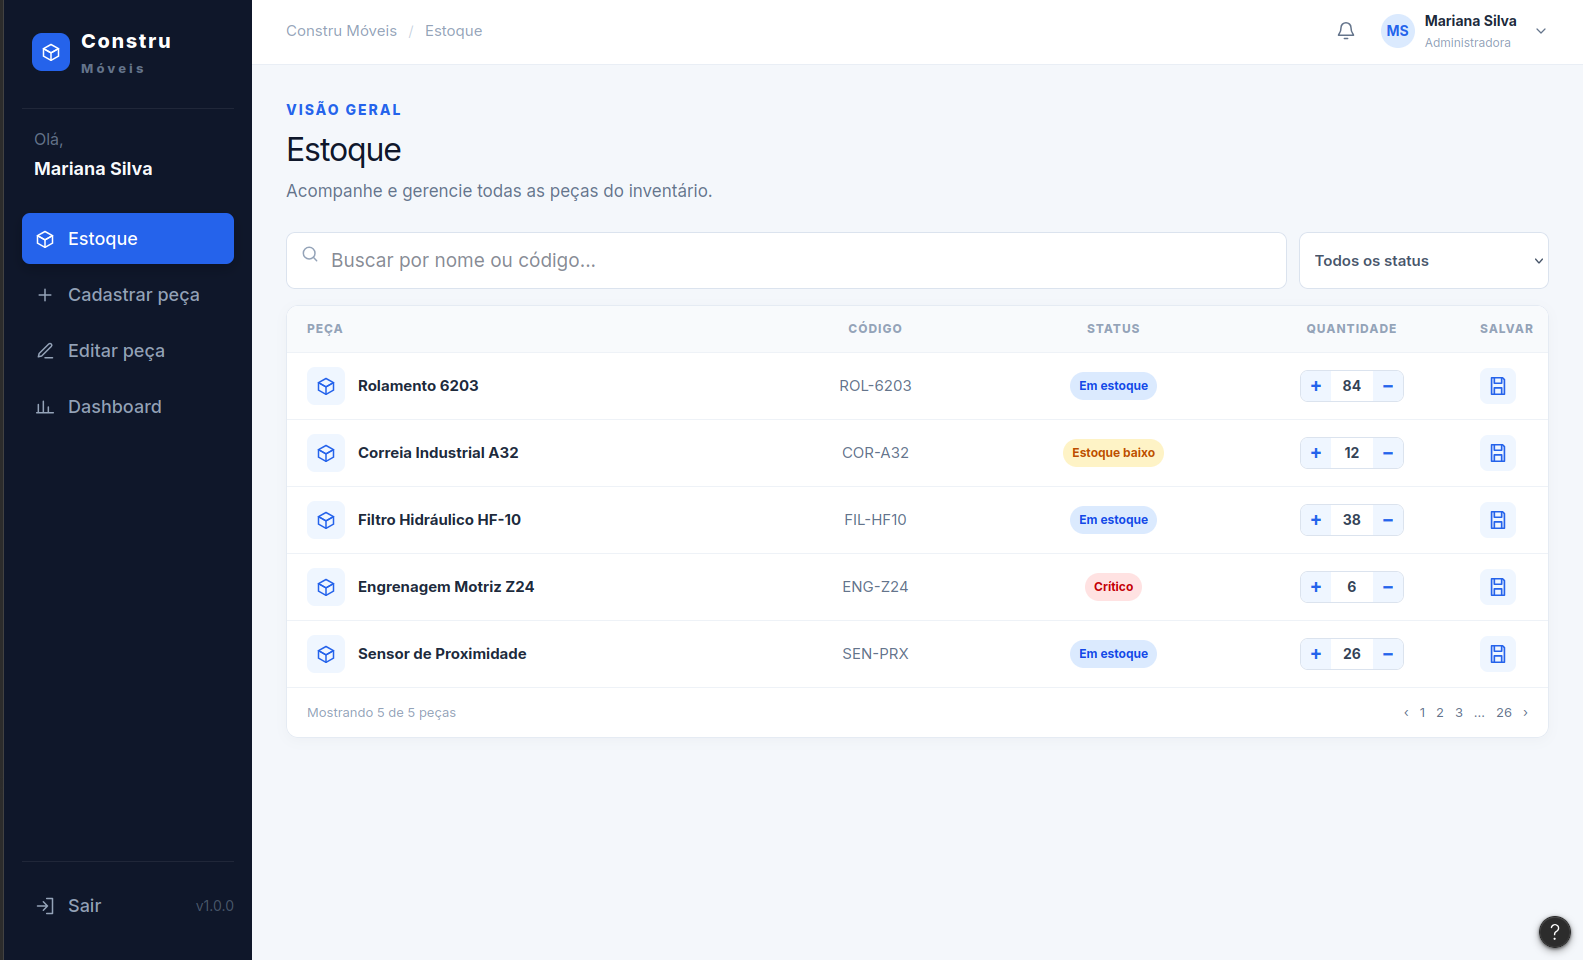 Constru
Móveis
Olá,
Mariana Silva
Estoque
Cadastrar peça
Editar peça
Dashboard
Sair
v1.0.0
Constru Móveis / Estoque
MS
Mariana Silva
Administradora
VISÃO GERAL
Estoque
Acompanhe e gerencie todas as peças do inventário.
Buscar por nome ou código...
Todos os status
PEÇA CÓDIGO STATUS QUANTIDADE SALVAR
Rolamento 6203 ROL-6203 Em estoque + 84 −
Correia Industrial A32 COR-A32 Estoque baixo + 12 −
Filtro Hidráulico HF-10 FIL-HF10 Em estoque + 38 −
Engrenagem Motriz Z24 ENG-Z24 Crítico + 6 −
Sensor de Proximidade SEN-PRX Em estoque + 26 −
Mostrando 5 de 5 peças ‹ 1 2 3 ... 26 ›
?